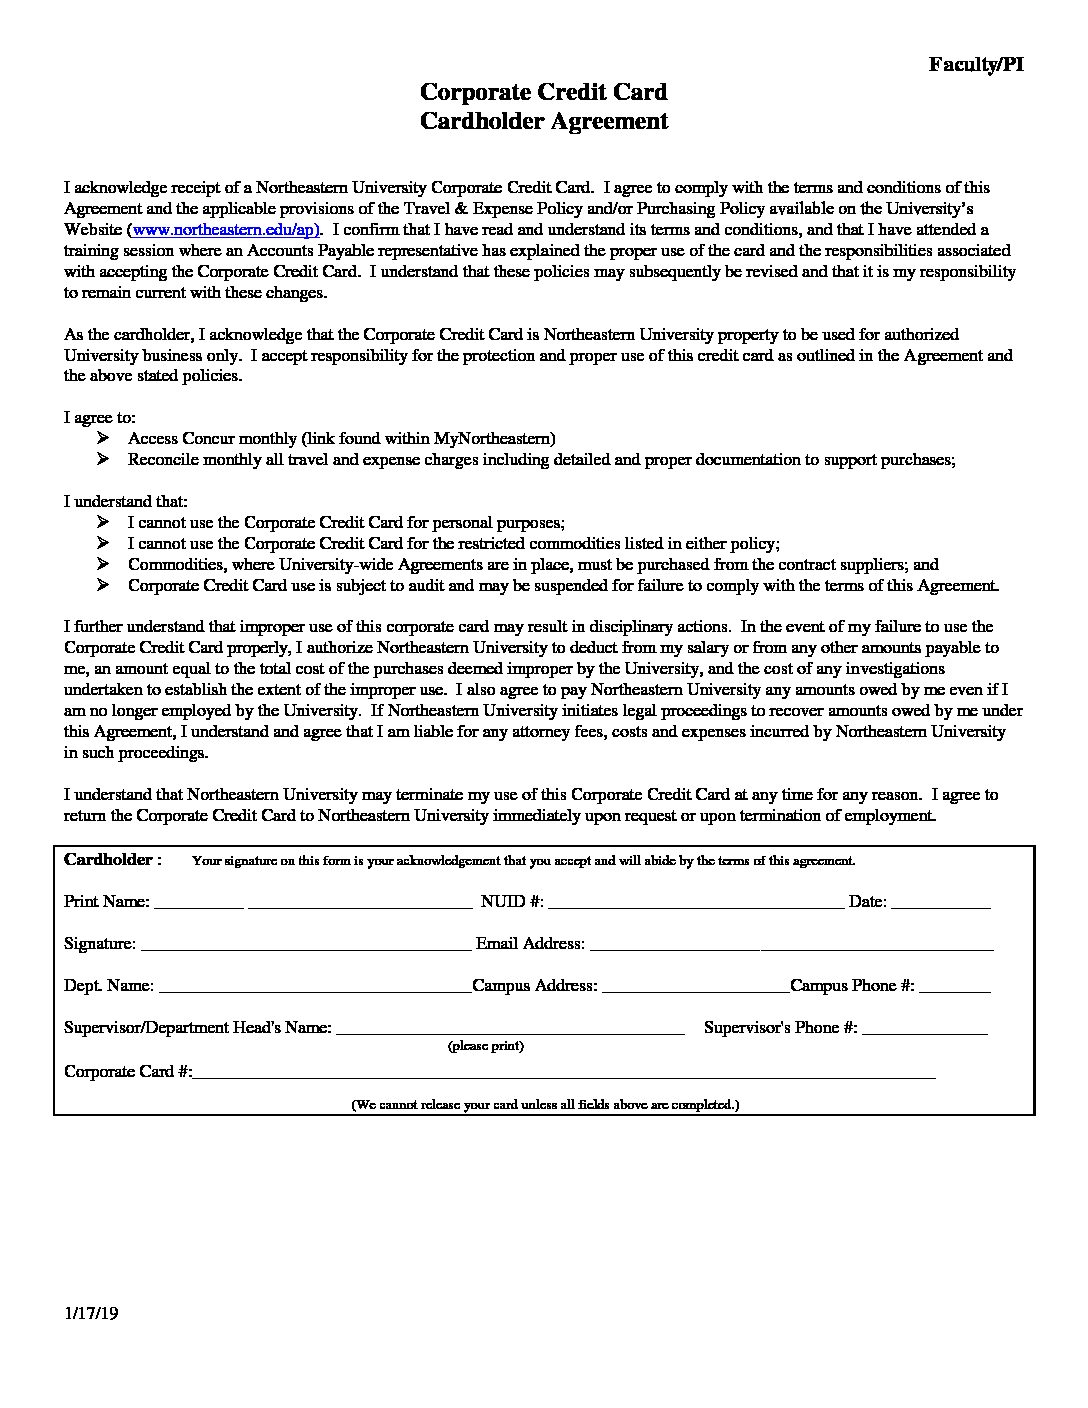 Faculty/PI
Corporate Credit Card
Cardholder Agreement
I acknowledge receipt of a Northeastern University Corporate Credit Card.  I agree to comply with the terms and conditions of this
Agreement and the applicable provisions of the Travel & Expense Policy and/or Purchasing Policy available on the University’s
Website (www.northeastern.edu/ap).  I confirm that I have read and understand its terms and conditions, and that I have attended a
training session where an Accounts Payable representative has explained the proper use of the card and the responsibilities associated
with accepting the Corporate Credit Card.  I understand that these policies may subsequently be revised and that it is my responsibility
to remain current with these changes.
As the cardholder, I acknowledge that the Corporate Credit Card is Northeastern University property to be used for authorized
University business only.  I accept responsibility for the protection and proper use of this credit card as outlined in the Agreement and
the above stated policies.
I agree to:
➢ Access Concur monthly (link found within MyNortheastern)
➢ Reconcile monthly all travel and expense charges including detailed and proper documentation to support purchases;
I understand that:
➢ I cannot use the Corporate Credit Card for personal purposes;
➢ I cannot use the Corporate Credit Card for the restricted commodities listed in either policy;
➢ Commodities, where University-wide Agreements are in place, must be purchased from the contract suppliers; and
➢ Corporate Credit Card use is subject to audit and may be suspended for failure to comply with the terms of this Agreement.
I further understand that improper use of this corporate card may result in disciplinary actions.  In the event of my failure to use the
Corporate Credit Card properly, I authorize Northeastern University to deduct from my salary or from any other amounts payable to
me, an amount equal to the total cost of the purchases deemed improper by the University, and the cost of any investigations
undertaken to establish the extent of the improper use.  I also agree to pay Northeastern University any amounts owed by me even if I
am no longer employed by the University.  If Northeastern University initiates legal proceedings to recover amounts owed by me under
this Agreement, I understand and agree that I am liable for any attorney fees, costs and expenses incurred by Northeastern University
in such proceedings.
I understand that Northeastern University may terminate my use of this Corporate Credit Card at any time for any reason.  I agree to
return the Corporate Credit Card to Northeastern University immediately upon request or upon termination of employment.
Cardholder : Your signature on this form is your acknowledgement that you accept and will abide by the terms of this agreement.
Print Name: __________ _________________________ NUID #: _________________________________ Date: ___________
Signature: _____________________________________ Email Address: _____________________________________________
Dept. Name: ___________________________________Campus Address: _____________________Campus Phone #: ________
Supervisor/Department Head's Name: _______________________________________ Supervisor's Phone #: ______________
(please print)
Corporate Card #:___________________________________________________________________________________
(We cannot release your card unless all fields above are completed.)
1/17/19